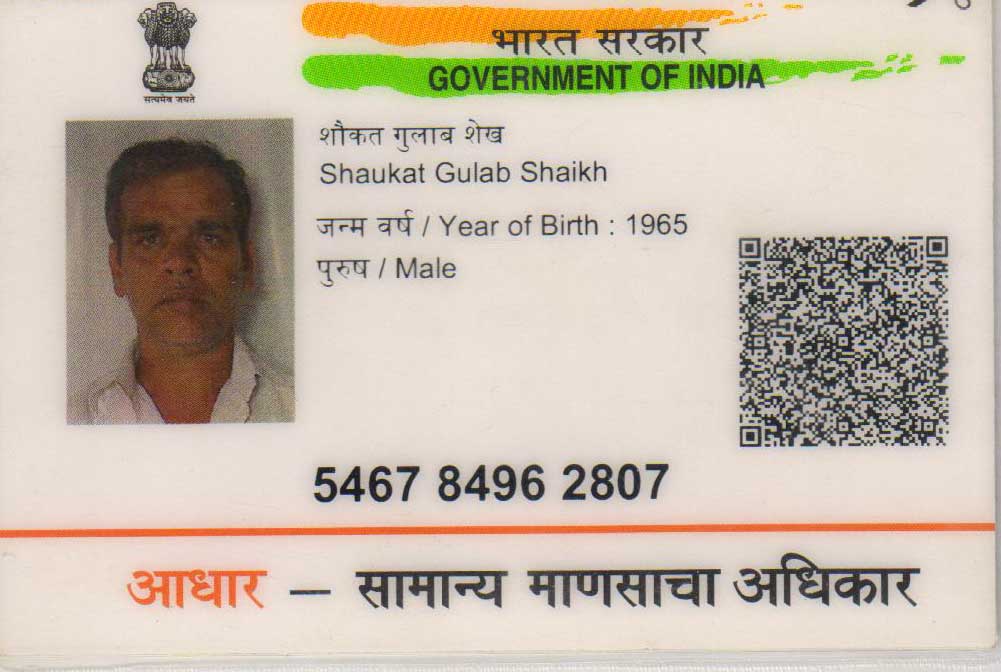 सत्यमेव जयते
भारत सरकार
GOVERNMENT OF INDIA
शौकत गुलाब शेख
Shaukat Gulab Shaikh
जन्म वर्ष / Year of Birth : 1965
पुरुष / Male
5467 8496 2807
आधार — सामान्य माणसाचा अधिकार